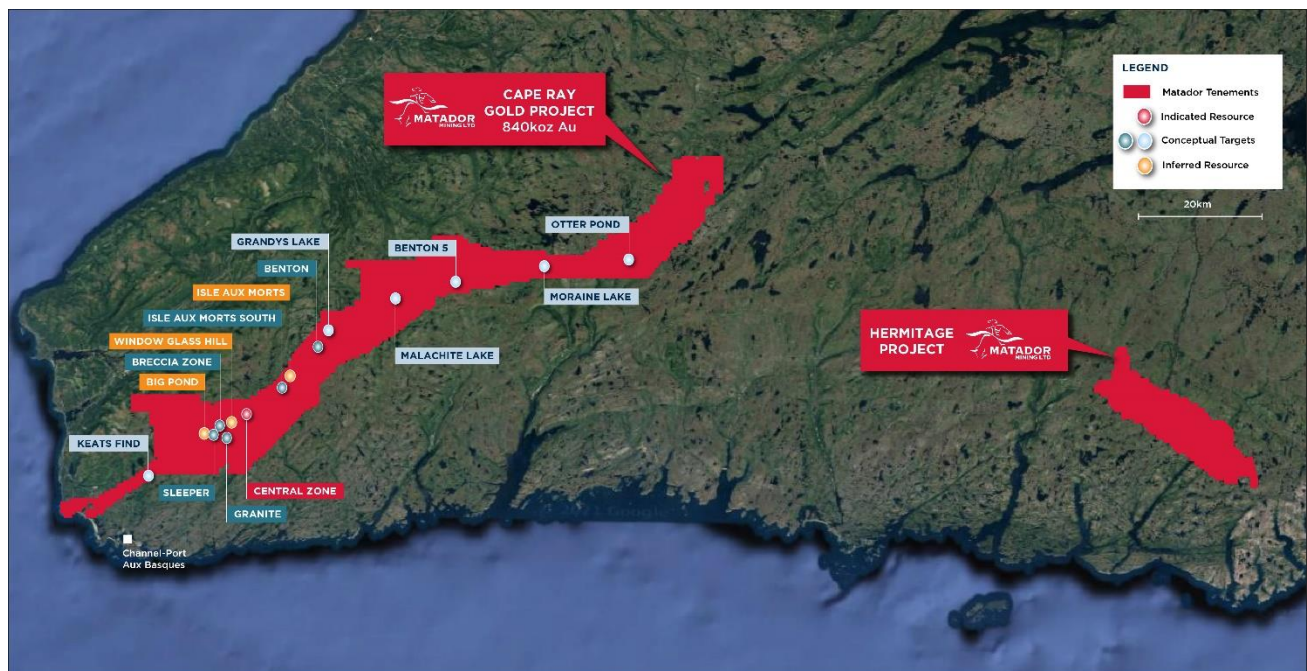 MATADOR
MINING LTD
CAPE RAY
GOLD PROJECT
840koz Au
LEGEND
Matador Tenements
Indicated Resource
Conceptual Targets
Inferred Resource
20km
OTTER POND
GRANDYS LAKE
BENTON 5
BENTON
MORAINE LAKE
ISLE AUX MORTS
ISLE AUX MORTS SOUTH
WINDOW GLASS HILL
MALACHITE LAKE
BRECCIA ZONE
BIG POND
HERMITAGE
PROJECT
MATADOR
MINING LTD
KEATS FIND
SLEEPER
CENTRAL ZONE
GRANITE
Channel-Port
Aux Basques